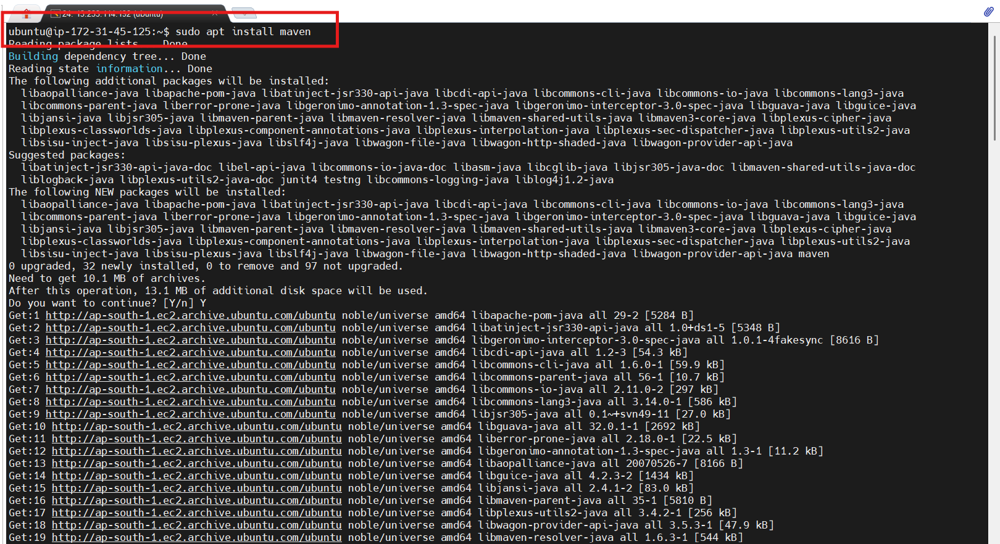 24. 13.233.114.192 (ubuntu)
ubuntu@ip-172-31-45-125:~$ sudo apt install maven
Reading package lists... Done
Building dependency tree... Done
Reading state information... Done
The following additional packages will be installed:
  libaopalliance-java libapache-pom-java libatinject-jsr330-api-java libcdi-api-java libcommons-cli-java libcommons-io-java libcommons-lang3-java
  libcommons-parent-java liberror-prone-java libgeronimo-annotation-1.3-spec-java libgeronimo-interceptor-3.0-spec-java libguava-java libguice-java
  libjansi-java libjsr305-java libmaven-parent-java libmaven-resolver-java libmaven-shared-utils-java libmaven3-core-java libplexus-cipher-java
  libplexus-classworlds-java libplexus-component-annotations-java libplexus-interpolation-java libplexus-sec-dispatcher-java libplexus-utils2-java
  libsisu-inject-java libsisu-plexus-java libslf4j-java libwagon-file-java libwagon-http-shaded-java libwagon-provider-api-java
Suggested packages:
  libatinject-jsr330-api-java-doc libel-api-java libcommons-io-java-doc libasm-java libcglib-java libjsr305-java-doc libmaven-shared-utils-java-doc
  liblogback-java libplexus-utils2-java-doc junit4 testng libcommons-logging-java liblog4j1.2-java
The following NEW packages will be installed:
  libaopalliance-java libapache-pom-java libatinject-jsr330-api-java libcdi-api-java libcommons-cli-java libcommons-io-java libcommons-lang3-java
  libcommons-parent-java liberror-prone-java libgeronimo-annotation-1.3-spec-java libgeronimo-interceptor-3.0-spec-java libguava-java libguice-java
  libjansi-java libjsr305-java libmaven-parent-java libmaven-resolver-java libmaven-shared-utils-java libmaven3-core-java libplexus-cipher-java
  libplexus-classworlds-java libplexus-component-annotations-java libplexus-interpolation-java libplexus-sec-dispatcher-java libplexus-utils2-java
  libsisu-inject-java libsisu-plexus-java libslf4j-java libwagon-file-java libwagon-http-shaded-java libwagon-provider-api-java maven
0 upgraded, 32 newly installed, 0 to remove and 97 not upgraded.
Need to get 10.1 MB of archives.
After this operation, 13.1 MB of additional disk space will be used.
Do you want to continue? [Y/n] Y
Get:1 http://ap-south-1.ec2.archive.ubuntu.com/ubuntu noble/universe amd64 libapache-pom-java all 29-2 [5284 B]
Get:2 http://ap-south-1.ec2.archive.ubuntu.com/ubuntu noble/universe amd64 libatinject-jsr330-api-java all 1.0+ds1-5 [5348 B]
Get:3 http://ap-south-1.ec2.archive.ubuntu.com/ubuntu noble/universe amd64 libgeronimo-interceptor-3.0-spec-java all 1.0.1-4fakesync [8616 B]
Get:4 http://ap-south-1.ec2.archive.ubuntu.com/ubuntu noble/universe amd64 libcdi-api-java all 1.2-3 [54.3 kB]
Get:5 http://ap-south-1.ec2.archive.ubuntu.com/ubuntu noble/universe amd64 libcommons-cli-java all 1.6.0-1 [59.9 kB]
Get:6 http://ap-south-1.ec2.archive.ubuntu.com/ubuntu noble/universe amd64 libcommons-parent-java all 56-1 [10.7 kB]
Get:7 http://ap-south-1.ec2.archive.ubuntu.com/ubuntu noble/universe amd64 libcommons-io-java all 2.11.0-2 [297 kB]
Get:8 http://ap-south-1.ec2.archive.ubuntu.com/ubuntu noble/universe amd64 libcommons-lang3-java all 3.14.0-1 [586 kB]
Get:9 http://ap-south-1.ec2.archive.ubuntu.com/ubuntu noble/universe amd64 libjsr305-java all 0.1~+svn49-11 [27.0 kB]
Get:10 http://ap-south-1.ec2.archive.ubuntu.com/ubuntu noble/universe amd64 libguava-java all 32.0.1-1 [2692 kB]
Get:11 http://ap-south-1.ec2.archive.ubuntu.com/ubuntu noble/universe amd64 liberror-prone-java all 2.18.0-1 [22.5 kB]
Get:12 http://ap-south-1.ec2.archive.ubuntu.com/ubuntu noble/universe amd64 libgeronimo-annotation-1.3-spec-java all 1.3-1 [11.2 kB]
Get:13 http://ap-south-1.ec2.archive.ubuntu.com/ubuntu noble/universe amd64 libaopalliance-java all 20070526-7 [8166 B]
Get:14 http://ap-south-1.ec2.archive.ubuntu.com/ubuntu noble/universe amd64 libguice-java all 4.2.3-2 [1434 kB]
Get:15 http://ap-south-1.ec2.archive.ubuntu.com/ubuntu noble/universe amd64 libjansi-java all 2.4.1-2 [83.0 kB]
Get:16 http://ap-south-1.ec2.archive.ubuntu.com/ubuntu noble/universe amd64 libmaven-parent-java all 35-1 [5810 B]
Get:17 http://ap-south-1.ec2.archive.ubuntu.com/ubuntu noble/universe amd64 libplexus-utils2-java all 3.4.2-1 [256 kB]
Get:18 http://ap-south-1.ec2.archive.ubuntu.com/ubuntu noble/universe amd64 libwagon-provider-api-java all 3.5.3-1 [47.9 kB]
Get:19 http://ap-south-1.ec2.archive.ubuntu.com/ubuntu noble/universe amd64 libmaven-resolver-java all 1.6.3-1 [544 kB]